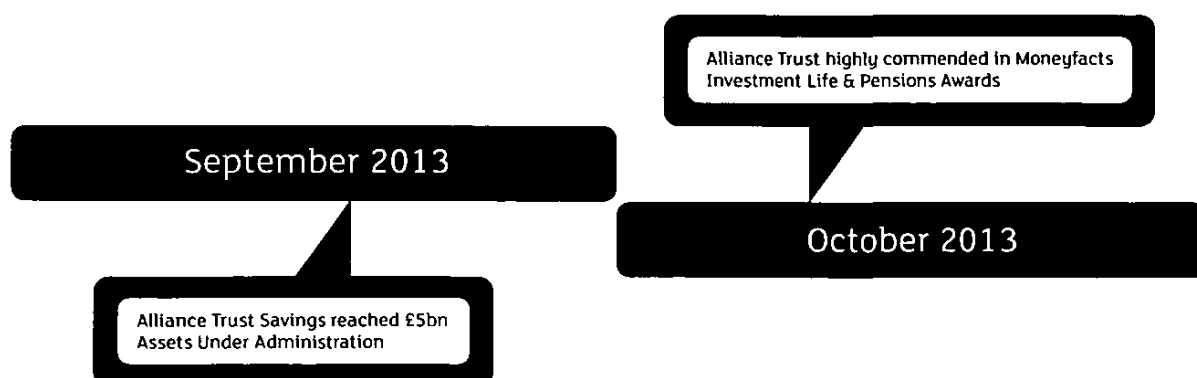 Alliance Trust highly commended in Moneyfacts
Investment Life & Pensions Awards
September 2013
October 2013
Alliance Trust Savings reached £5bn
Assets Under Administration